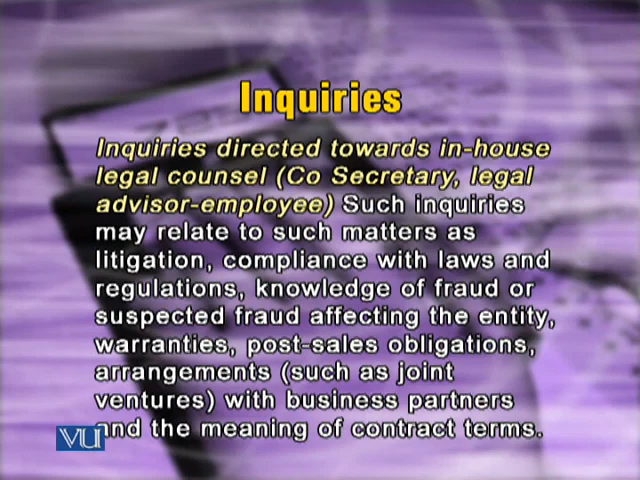 Inquiries
Inquiries directed towards in-house
legal counsel (Co Secretary, legal
advisor-employee) Such inquiries
may relate to such matters as
litigation, compliance with laws and
regulations, knowledge of fraud or
suspected fraud affecting the entity,
warranties, post-sales obligations,
arrangements (such as joint
ventures) with business partners
and the meaning of contract terms.
VU